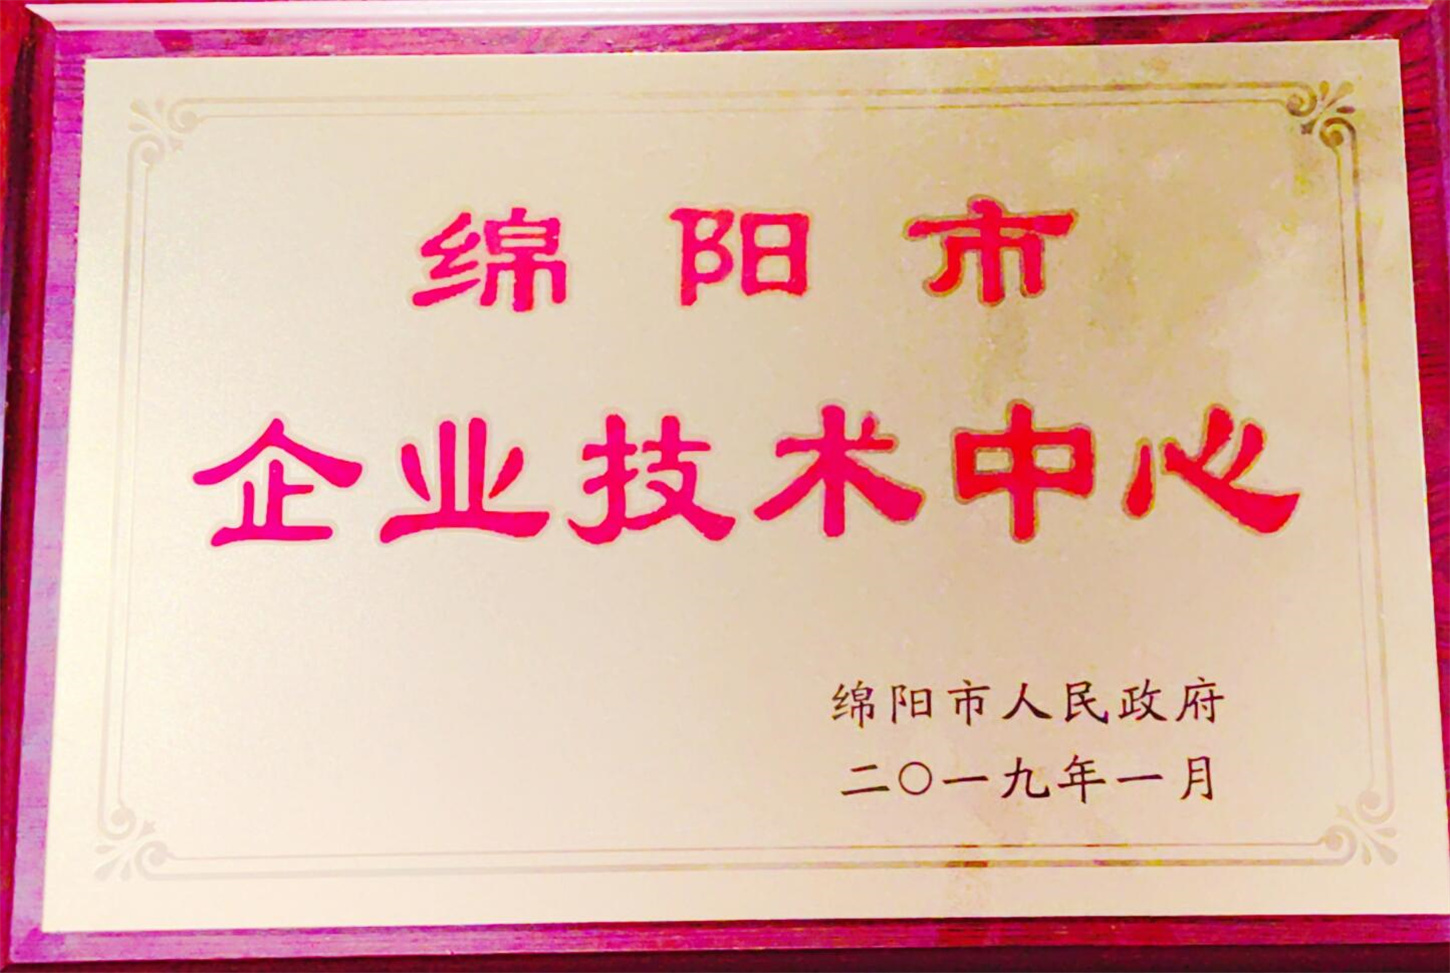 绵阳市
企业技术中心
绵阳市人民政府
二〇一九年一月